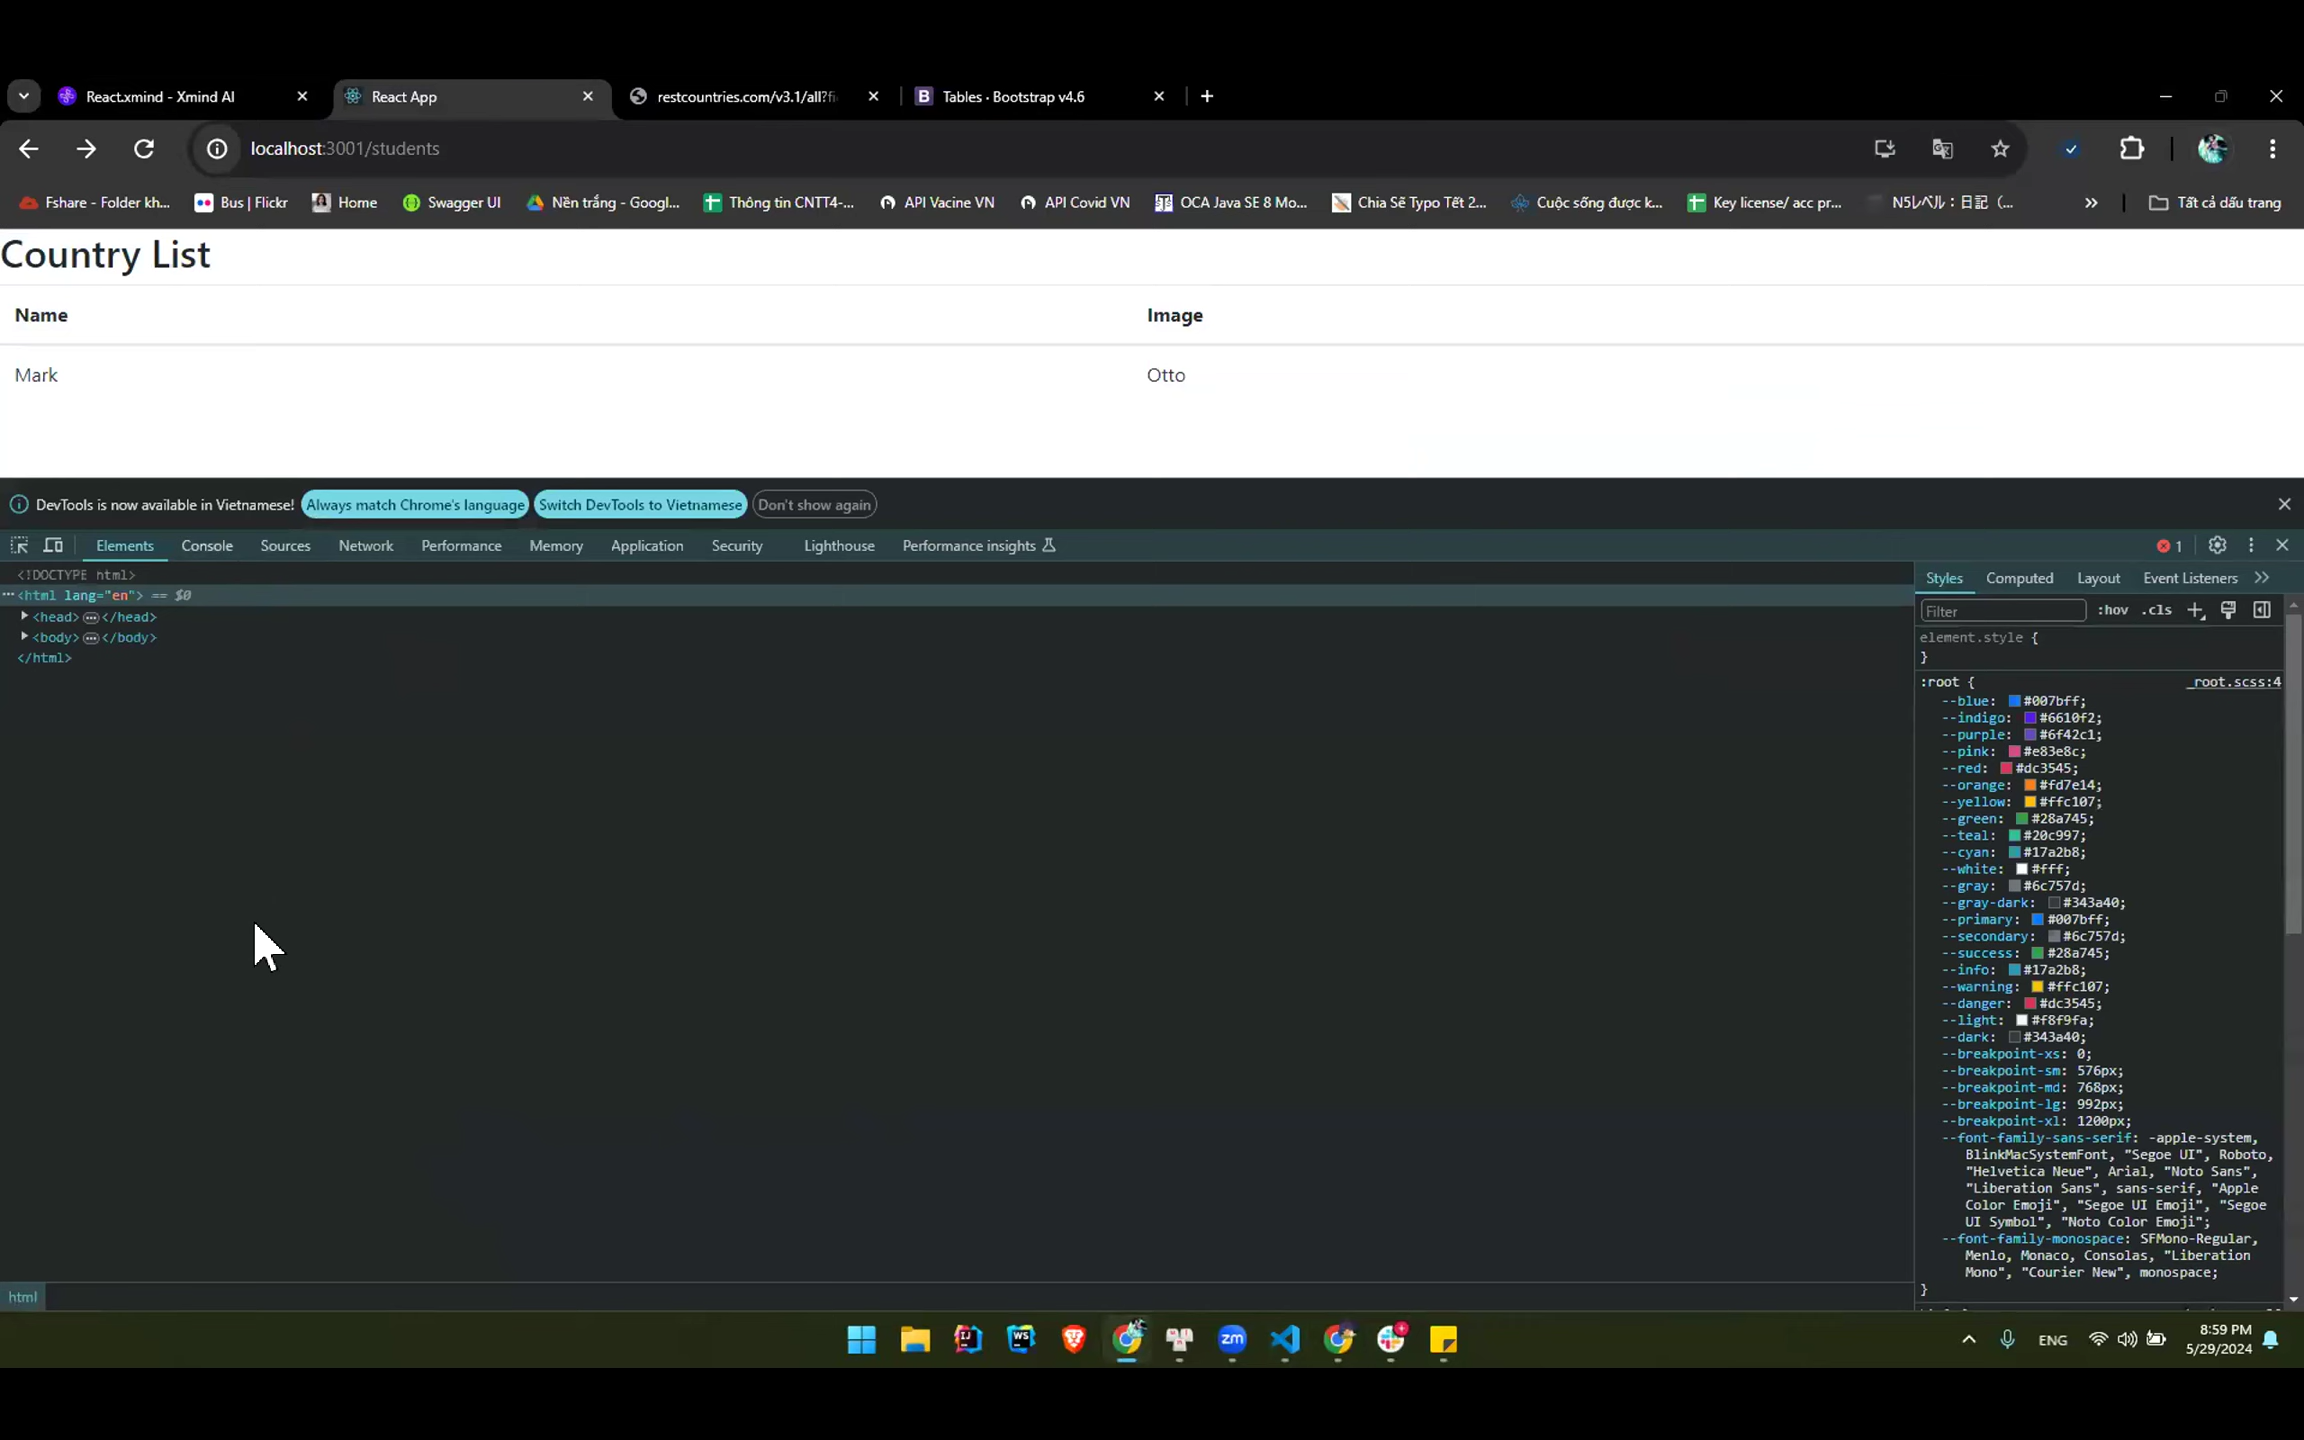 React.xmind - Xmind AI
React App
restcountries.com/v3.1/all?fi
Tables · Bootstrap v4.6
localhost:3001/students
Fshare - Folder kh...
Bus | Flickr
Home
Swagger UI
Nền trắng - Googl...
Thông tin CNTT4-...
API Vacine VN
API Covid VN
OCA Java SE 8 Mo...
Chia Sẽ Typo Tết 2...
Cuộc sống được k...
Key license/ acc pr...
N5レベル：日記（...
Tất cả dấu trang
Country List
Name Image
Mark Otto
DevTools is now available in Vietnamese! Always match Chrome's language Switch DevTools to Vietnamese Don't show again
Elements Console Sources Network Performance Memory Application Security Lighthouse Performance insights
1
<!DOCTYPE html>
<html lang="en"> == $0
<head> ... </head>
<body> ... </body>
</html>
html
Styles Computed Layout Event Listeners
Filter :hov .cls
element.style {
}
:root { _root.scss:4
--blue: #007bff;
--indigo: #6610f2;
--purple: #6f42c1;
--pink: #e83e8c;
--red: #dc3545;
--orange: #fd7e14;
--yellow: #ffc107;
--green: #28a745;
--teal: #20c997;
--cyan: #17a2b8;
--white: #fff;
--gray: #6c757d;
--gray-dark: #343a40;
--primary: #007bff;
--secondary: #6c757d;
--success: #28a745;
--info: #17a2b8;
--warning: #ffc107;
--danger: #dc3545;
--light: #f8f9fa;
--dark: #343a40;
--breakpoint-xs: 0;
--breakpoint-sm: 576px;
--breakpoint-md: 768px;
--breakpoint-lg: 992px;
--breakpoint-xl: 1200px;
--font-family-sans-serif: -apple-system,
BlinkMacSystemFont, "Segoe UI", Roboto,
"Helvetica Neue", Arial, "Noto Sans",
"Liberation Sans", sans-serif, "Apple
Color Emoji", "Segoe UI Emoji", "Segoe
UI Symbol", "Noto Color Emoji";
--font-family-monospace: SFMono-Regular,
Menlo, Monaco, Consolas, "Liberation
Mono", "Courier New", monospace;
}
IJ
WS
zm
ENG
8:59 PM
5/29/2024